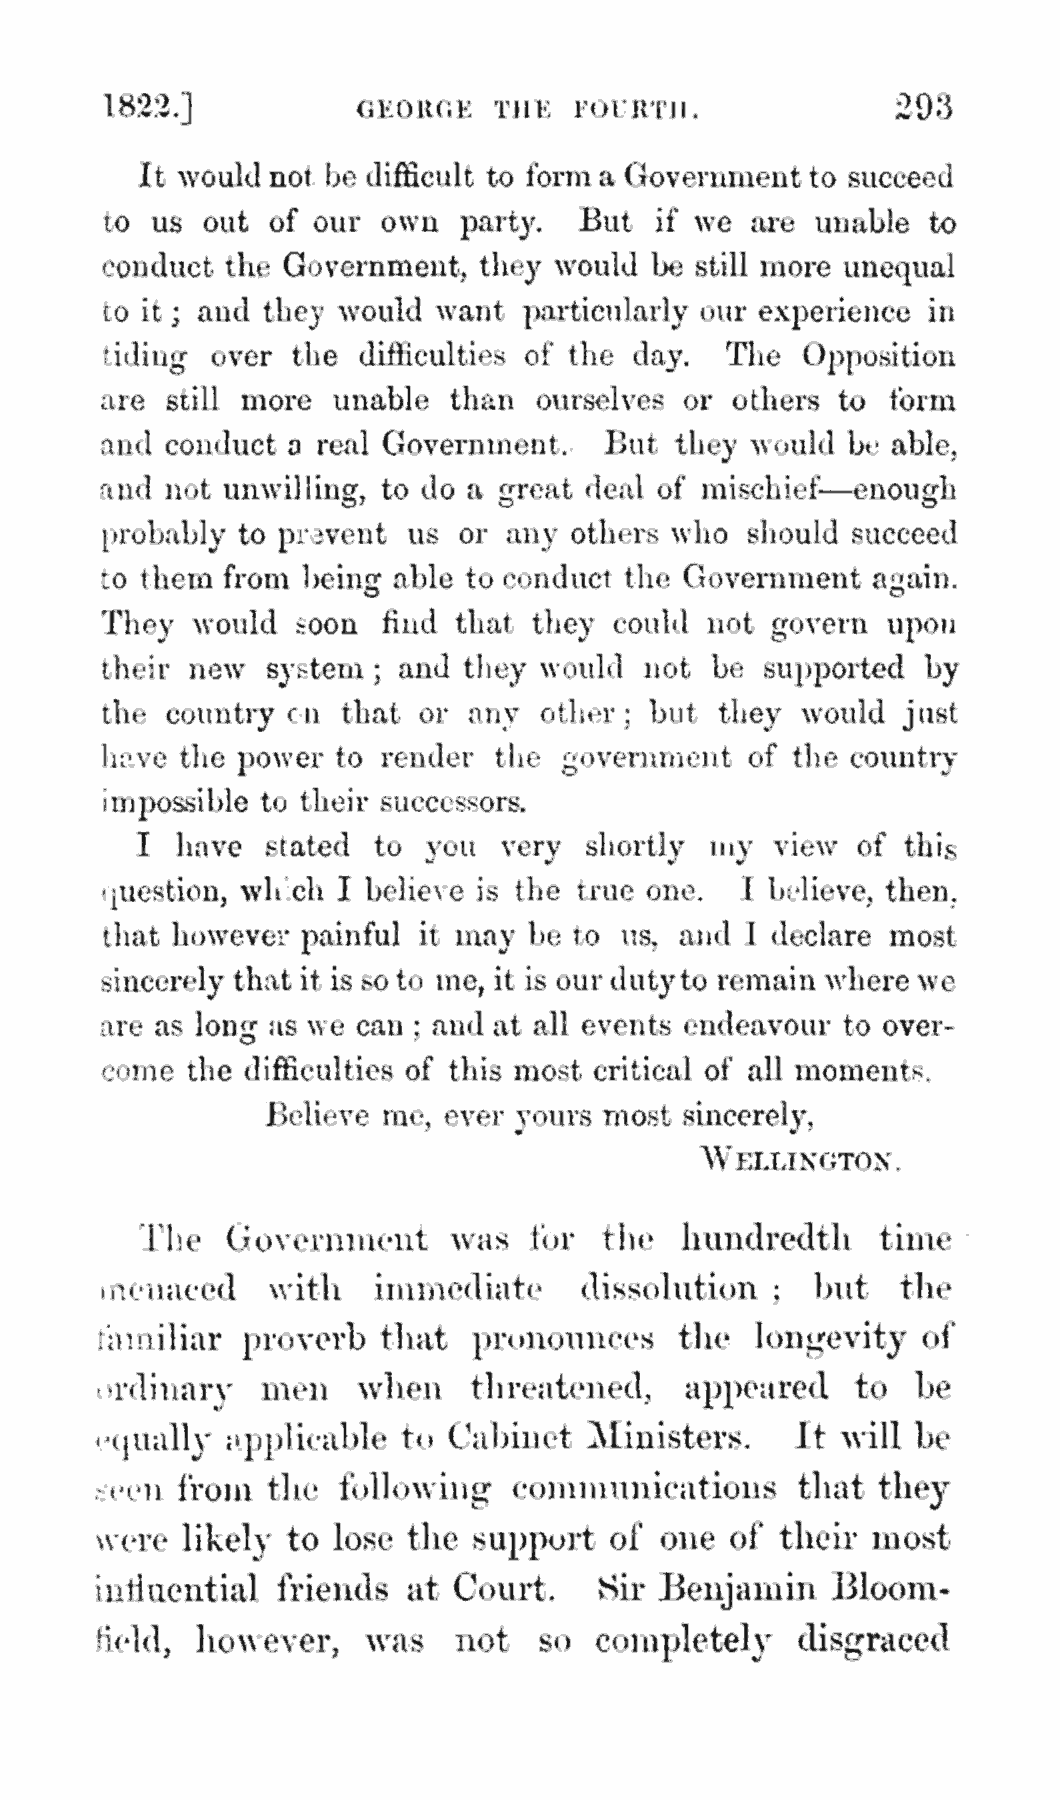 1822.] GEORGE THE FOURTH. 293
It would not be difficult to form a Government to succeed
to us out of our own party. But if we are unable to
conduct the Government, they would be still more unequal
to it ; and they would want particularly our experience in
tiding over the difficulties of the day. The Opposition
are still more unable than ourselves or others to form
and conduct a real Government. But they would be able,
and not unwilling, to do a great deal of mischief—enough
probably to prevent us or any others who should succeed
to them from being able to conduct the Government again.
They would soon find that they could not govern upon
their new system ; and they would not be supported by
the country on that or any other ; but they would just
have the power to render the government of the country
impossible to their successors.
I have stated to you very shortly my view of this
question, which I believe is the true one. I believe, then,
that however painful it may be to us, and I declare most
sincerely that it is so to me, it is our duty to remain where we
are as long as we can ; and at all events endeavour to over-
come the difficulties of this most critical of all moments.
Believe me, ever yours most sincerely,
WELLINGTON.
The Government was for the hundredth time
menaced with immediate dissolution ; but the
familiar proverb that pronounces the longevity of
ordinary men when threatened, appeared to be
equally applicable to Cabinet Ministers. It will be
seen from the following communications that they
were likely to lose the support of one of their most
influential friends at Court. Sir Benjamin Bloom-
field, however, was not so completely disgraced